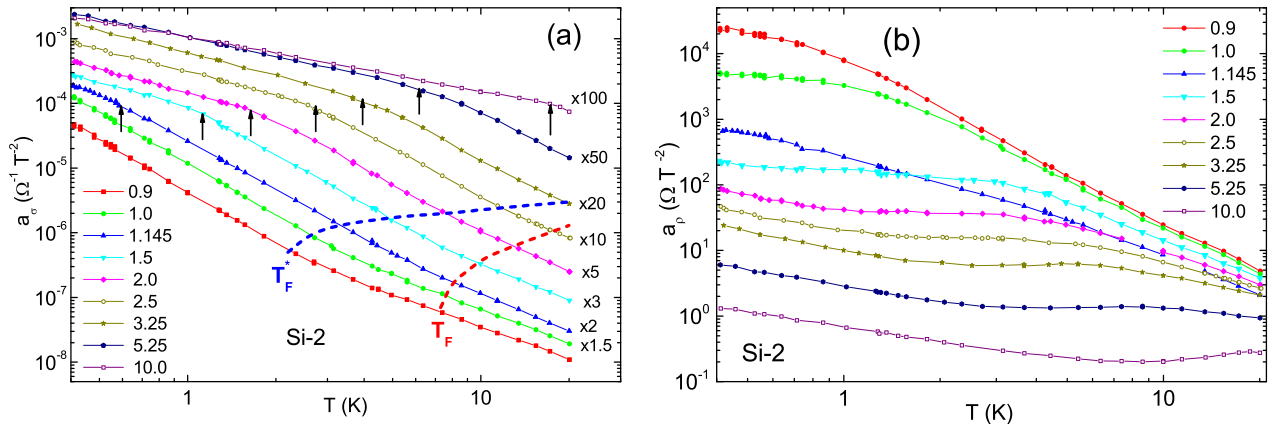 (a)
10⁻³
10⁻⁴
10⁻⁵
10⁻⁶
10⁻⁷
10⁻⁸
a_σ (Ω⁻¹ T⁻²)
0.9
1.0
1.145
1.5
2.0
2.5
3.25
5.25
10.0
x100
x50
x20
x10
x5
x3
x2
x1.5
T_F^*
T_F
Si-2
1
10
T (K)
(b)
10⁵
10⁴
10³
10²
10¹
10⁰
10⁻¹
a_ρ (Ω T⁻²)
0.9
1.0
1.145
1.5
2.0
2.5
3.25
5.25
10.0
Si-2
1
10
T (K)